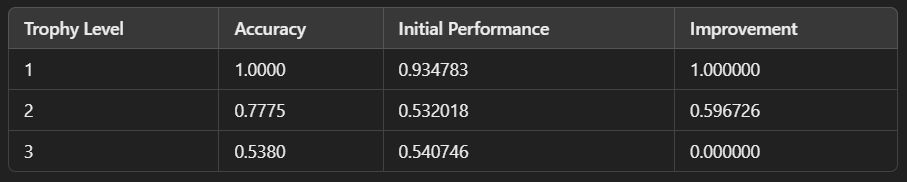 Trophy Level Accuracy Initial Performance Improvement
1 1.0000 0.934783 1.000000
2 0.7775 0.532018 0.596726
3 0.5380 0.540746 0.000000